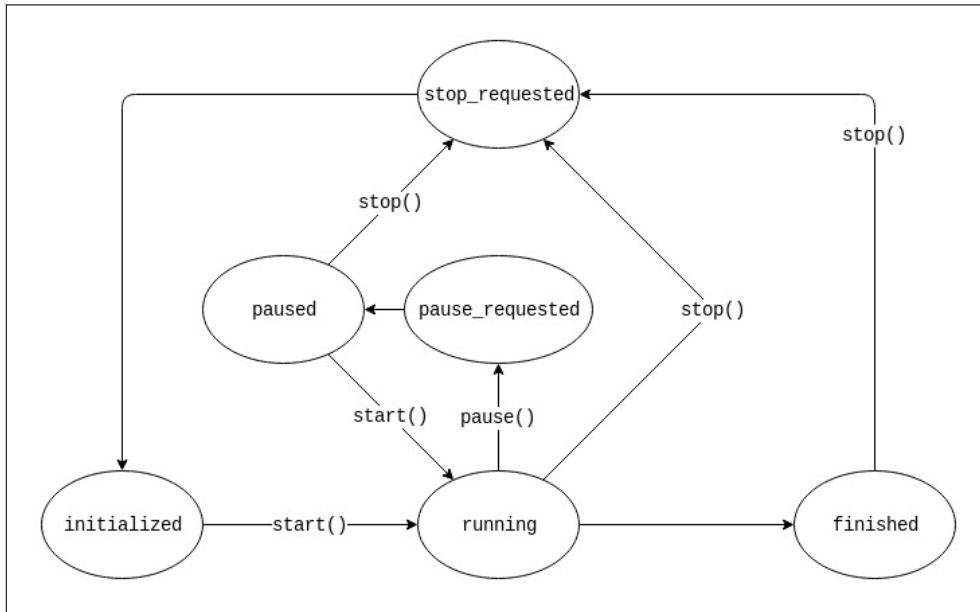 stop_requested
stop()
stop()
paused
pause_requested
stop()
start()
pause()
initialized
start()
running
finished